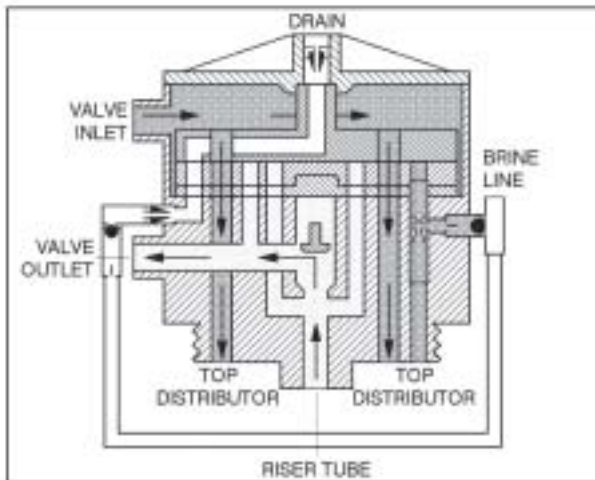 DRAIN
VALVE
INLET
BRINE
LINE
VALVE
OUTLET
TOP
DISTRIBUTOR
TOP
DISTRIBUTOR
RISER TUBE